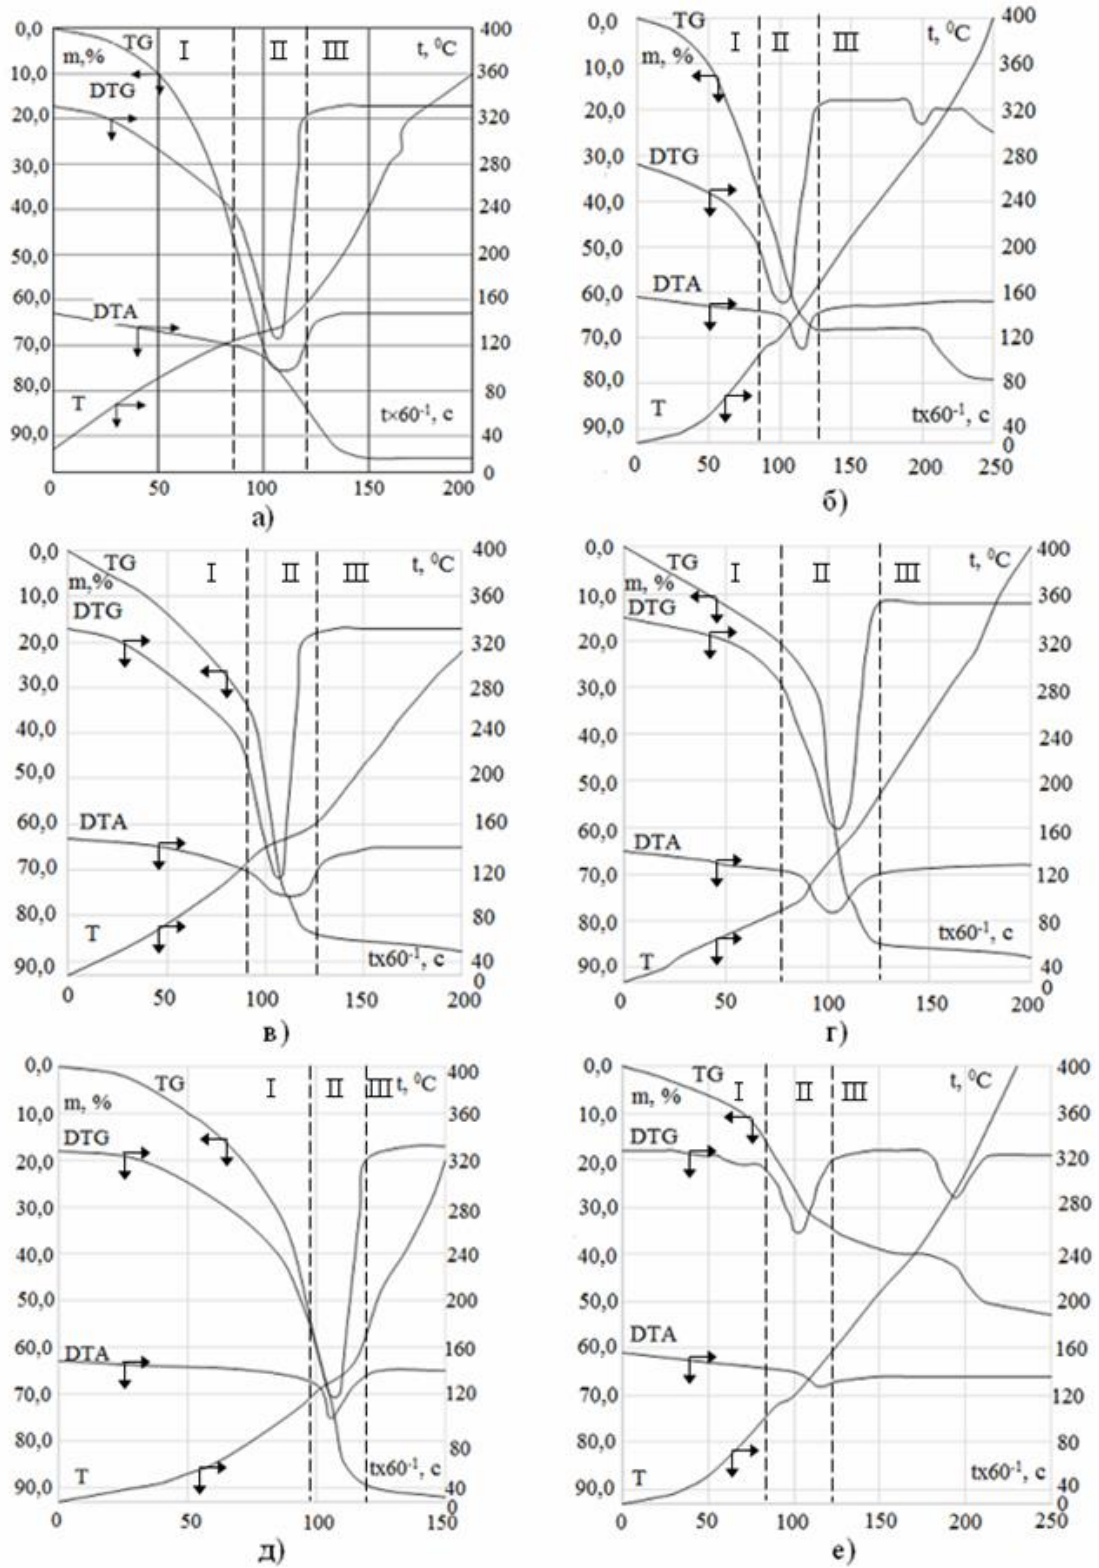 0,0 TG I II III t, ⁰C 400
m,%
10,0 360
DTG
20,0 320
30,0 280
40,0 240
50,0 200
60,0 DTA 160
70,0 120
80,0 T 80
t×60⁻¹, c
90,0 40
0
50 100 150 200
а)
0,0 TG I II III t, ⁰C 400
m, % 360
10,0
20,0 320
DTG
30,0 280
40,0 240
50,0 200
DTA
60,0 160
70,0 120
80,0 80
T tx60⁻¹, c
90,0 40
0
0 50 100 150 200 250
б)
0,0 TG I II III t, ⁰C 400
m,%
10,0 360
DTG
20,0 320
30,0 280
40,0 240
50,0 200
60,0 DTA 160
70,0 120
80,0 80
T tx60⁻¹, c
90,0 40
0
0 50 100 150 200
в)
0,0 TG I II III t, ⁰C 400
m, %
10,0 360
DTG
20,0 320
30,0 280
40,0 240
50,0 200
60,0 DTA 160
70,0 120
80,0 80
T tx60⁻¹, c
90,0 40
0
0 50 100 150 200
г)
0,0 TG I II III t, ⁰C 400
m, %
10,0 360
DTG
20,0 320
30,0 280
40,0 240
50,0 200
60,0 DTA 160
70,0 120
80,0 T 80
tx60⁻¹, c
90,0 40
0
0 50 100 150
д)
0,0 TG I II III t, ⁰C 400
m, %
10,0 360
DTG
20,0 320
30,0 280
40,0 240
50,0 200
DTA
60,0 160
70,0 120
80,0 80
T tx60⁻¹, c
90,0 40
0
0 50 100 150 200 250
е)